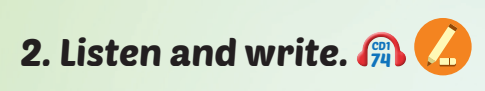 2. Listen and write. CD1 74